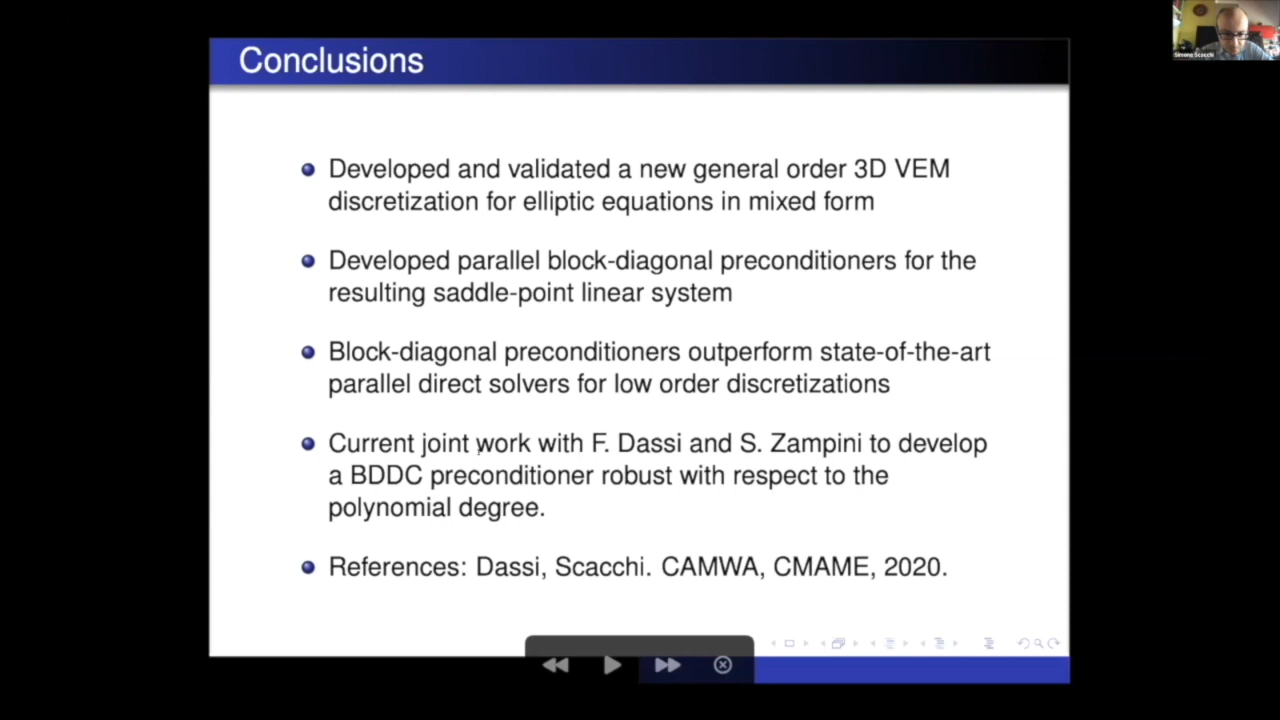 Conclusions
Simone Scacchi
Developed and validated a new general order 3D VEM
discretization for elliptic equations in mixed form
Developed parallel block-diagonal preconditioners for the
resulting saddle-point linear system
Block-diagonal preconditioners outperform state-of-the-art
parallel direct solvers for low order discretizations
Current joint work with F. Dassi and S. Zampini to develop
a BDDC preconditioner robust with respect to the
polynomial degree.
References: Dassi, Scacchi. CAMWA, CMAME, 2020.